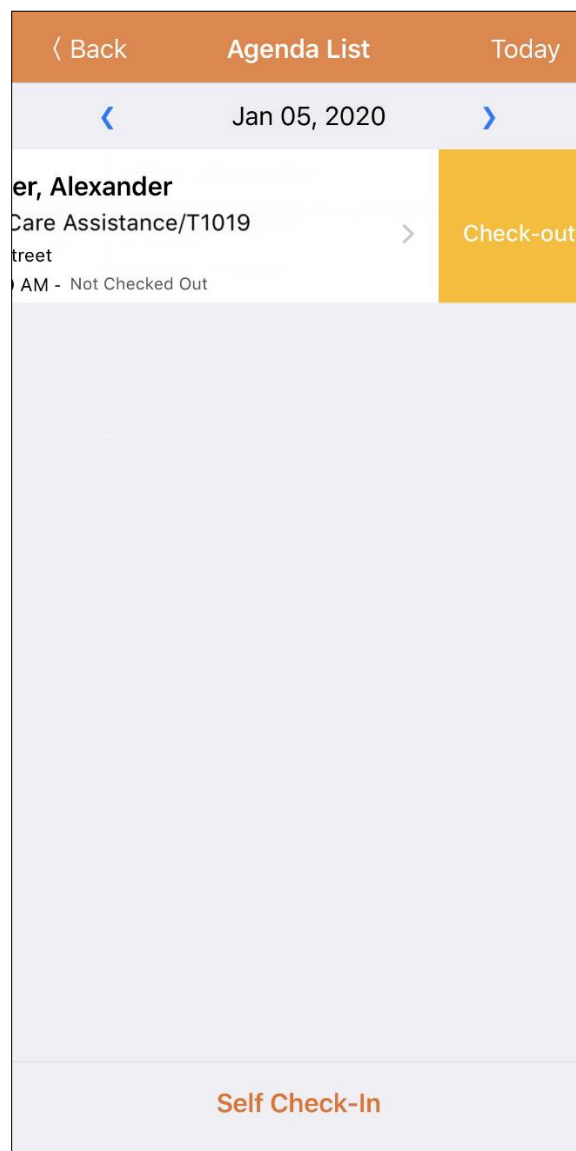 Back Agenda List Today
Jan 05, 2020
er, Alexander
Care Assistance/T1019
treet
AM - Not Checked Out
Check-out
Self Check-In